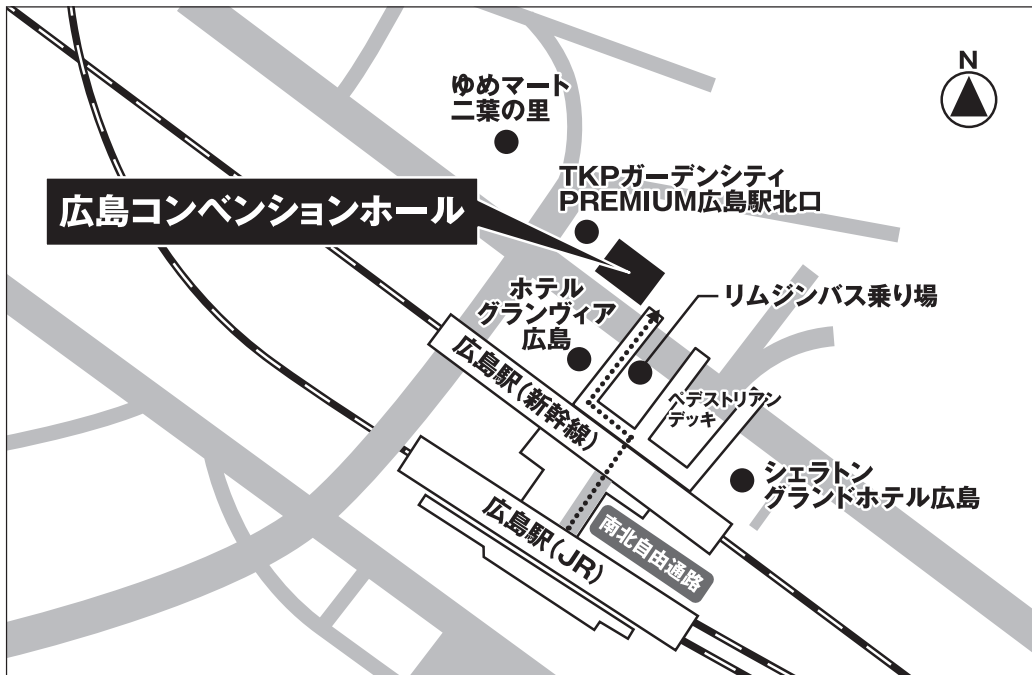 N
ゆめマート
二葉の里
TKPガーデンシティ
PREMIUM広島駅北口
広島コンベンションホール
ホテル
グランヴィア
広島
リムジンバス乗り場
広島駅(新幹線)
ペデストリアン
デッキ
シェラトン
グランドホテル広島
広島駅(JR)
南北自由通路